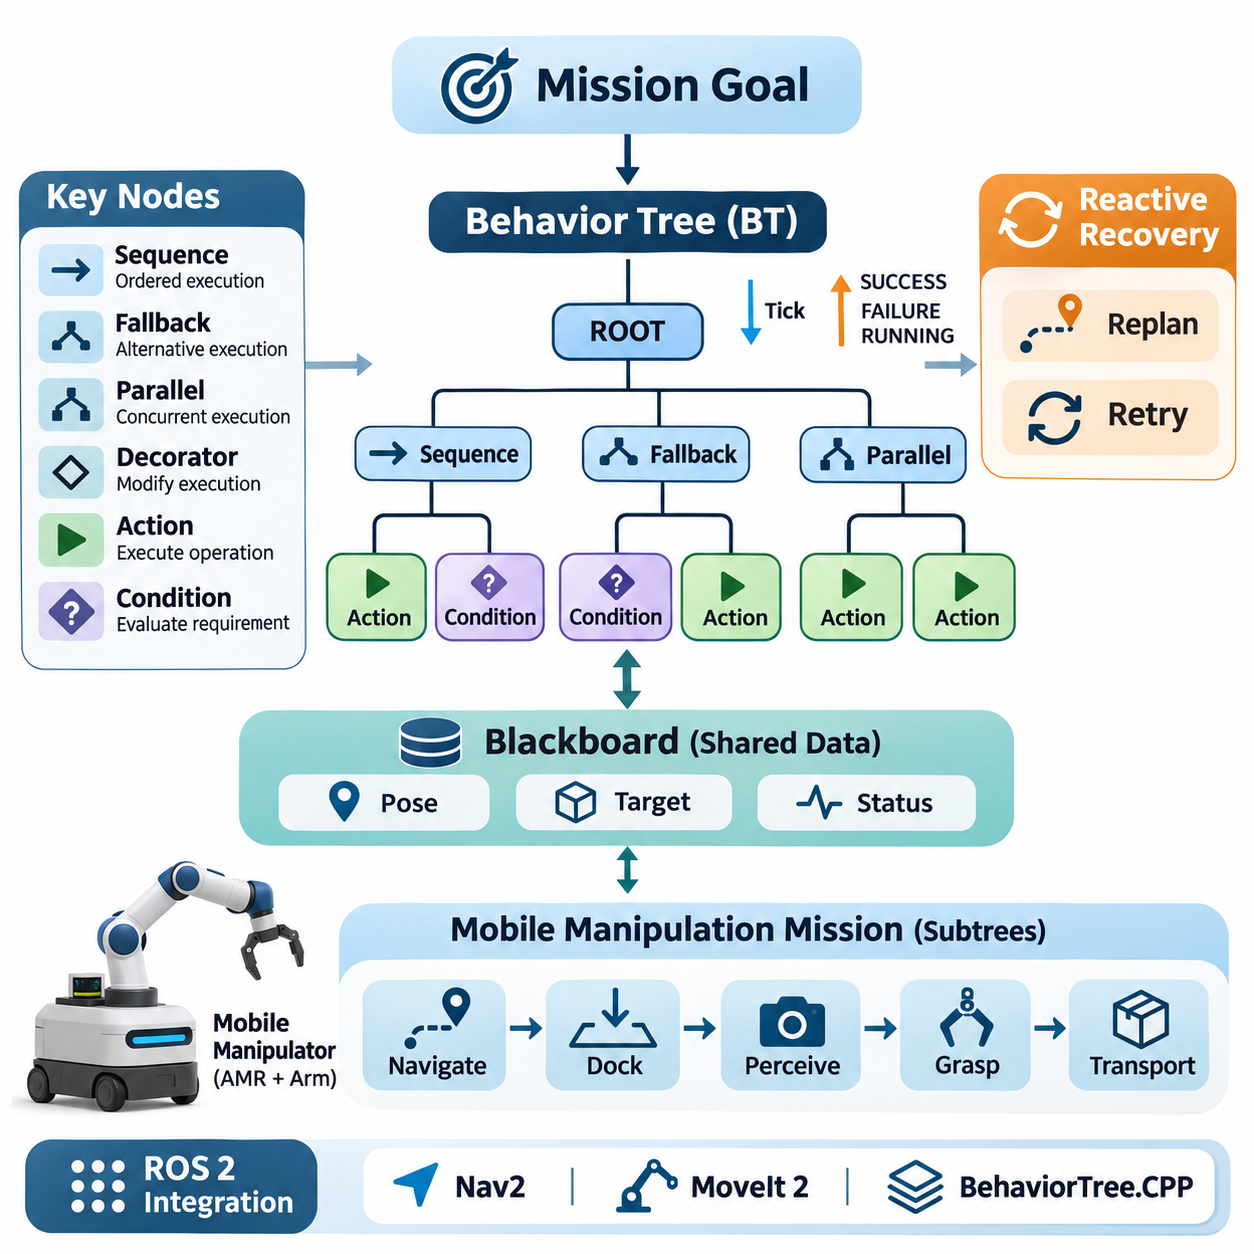 Mission Goal
Behavior Tree (BT)
Key Nodes
Sequence
Ordered execution
Fallback
Alternative execution
Parallel
Concurrent execution
Decorator
Modify execution
Action
Execute operation
? Condition
Evaluate requirement
ROOT
Tick
SUCCESS
FAILURE
RUNNING
Reactive
Recovery
Replan
Retry
Sequence
Fallback
Parallel
Action
? Condition
? Condition
Action
Action
Action
Blackboard (Shared Data)
Pose
Target
Status
Mobile
Manipulator
(AMR + Arm)
Mobile Manipulation Mission (Subtrees)
Navigate
Dock
Perceive
Grasp
Transport
ROS 2
Integration
Nav2
MoveIt 2
BehaviorTree.CPP